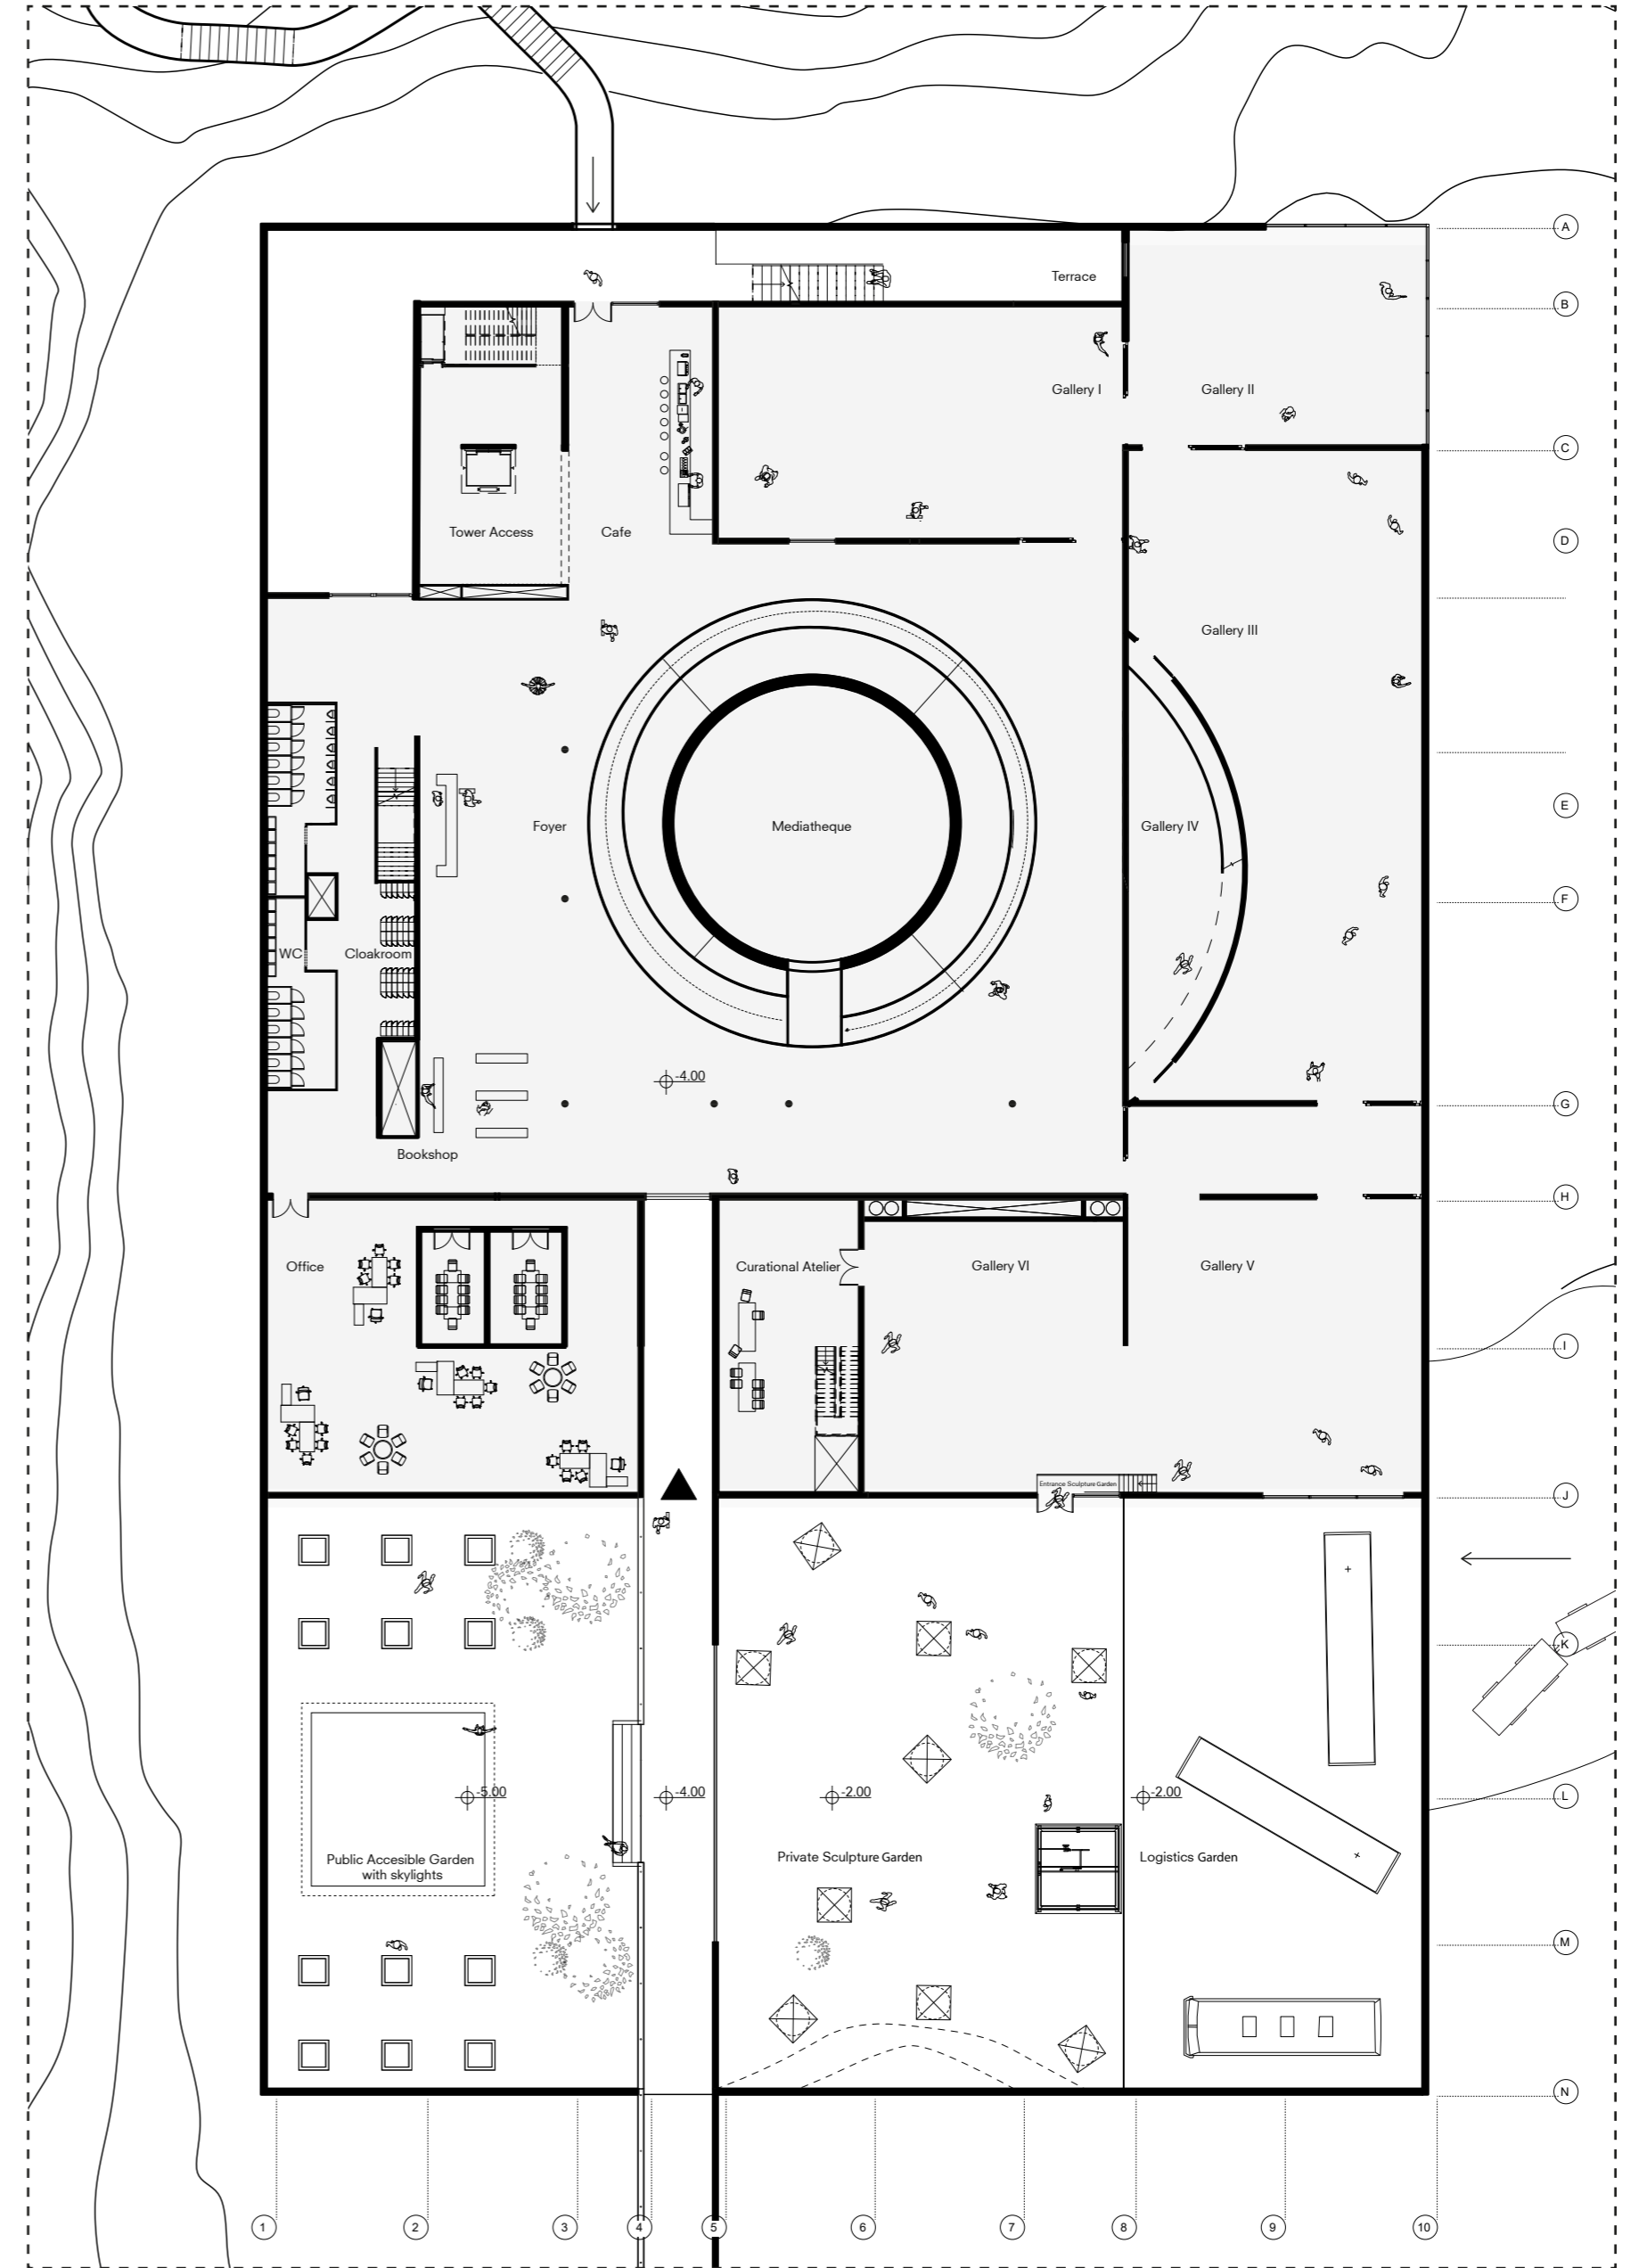 A
Terrace
B
Gallery I
Gallery II
C
Tower Access
Cafe
D
Gallery III
E
Foyer
Mediatheque
Gallery IV
F
WC
Cloakroom
-4.00
G
Bookshop
H
Office
Curational Atelier
Gallery VI
Gallery V
I
Entrance Sculpture Garden
J
K
-5.00
-4.00
-2.00
-2.00
L
Public Accesible Garden
with skylights
Private Sculpture Garden
Logistics Garden
M
N
1
2
3
4
5
6
7
8
9
10